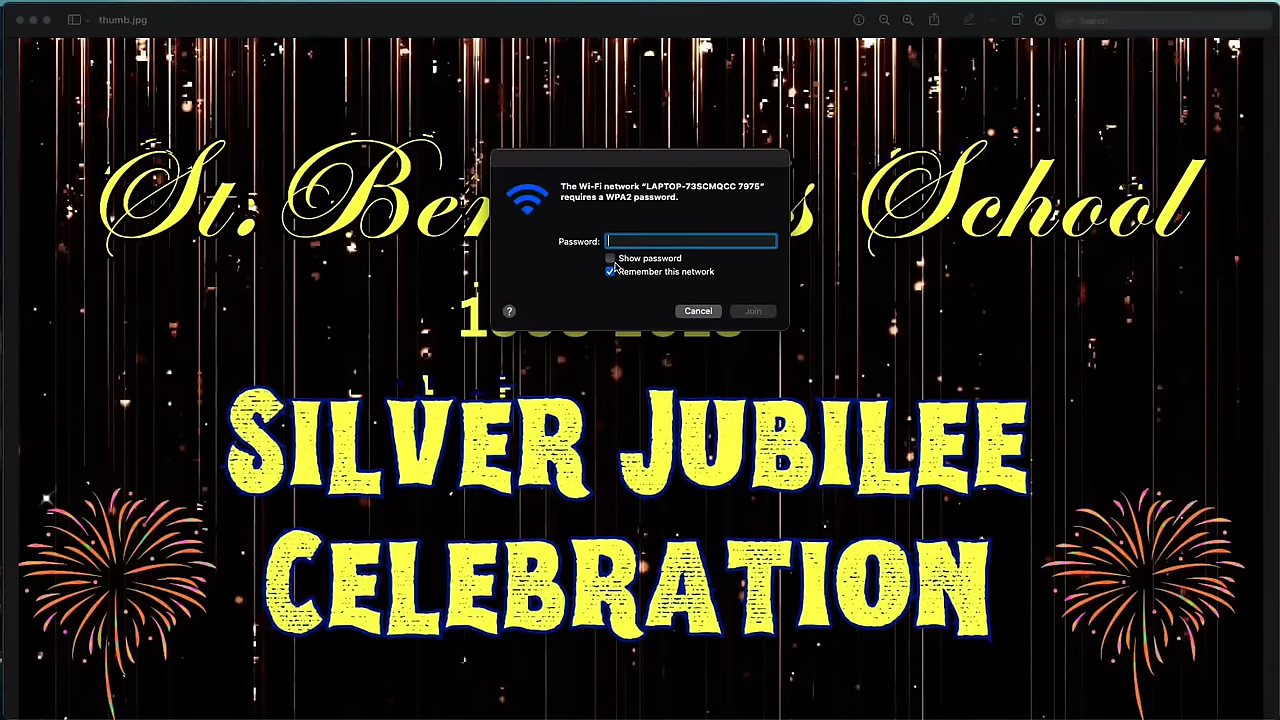 thumb.jpg
Search
St.
School
The Wi-Fi network “LAPTOP-73SCMQCC 7975”
requires a WPA2 password.
Password:
Show password
Remember this network
?
Cancel
Join
SILVER JUBILEE
CELEBRATION